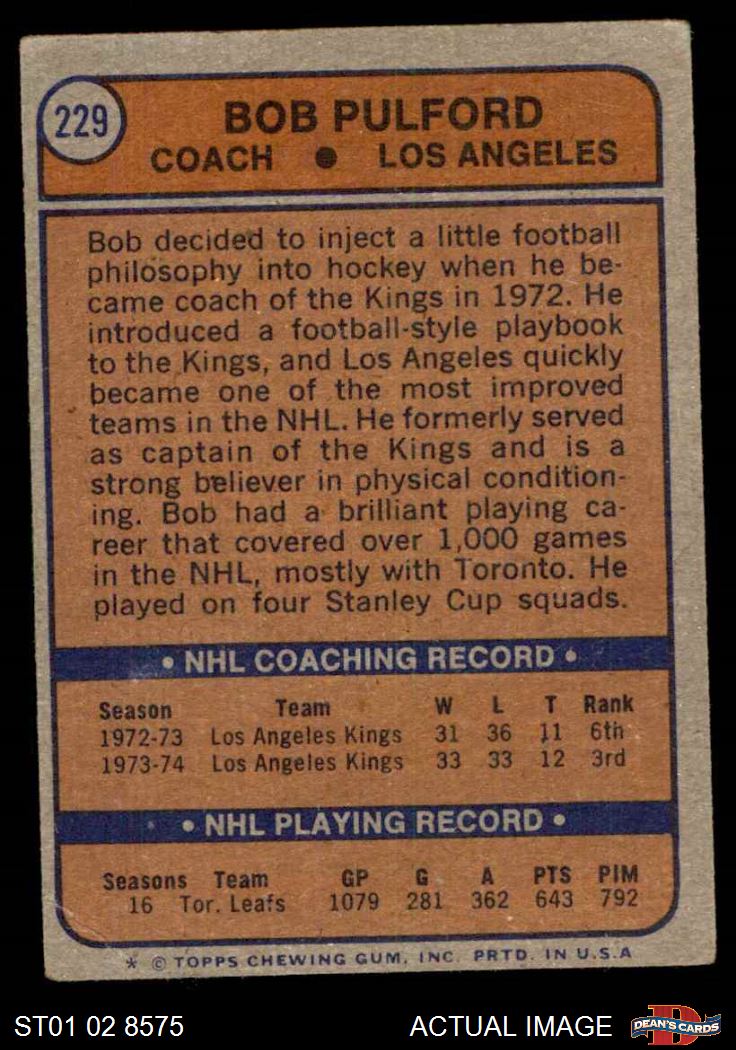 229
BOB PULFORD
COACH ● LOS ANGELES
Bob decided to inject a little football
philosophy into hockey when he be-
came coach of the Kings in 1972. He
introduced a football-style playbook
to the Kings, and Los Angeles quickly
became one of the most improved
teams in the NHL. He formerly served
as captain of the Kings and is a
strong believer in physical condition-
ing. Bob had a brilliant playing ca-
reer that covered over 1,000 games
in the NHL, mostly with Toronto. He
played on four Stanley Cup squads.
• NHL COACHING RECORD •
Season Team W L T Rank
1972-73 Los Angeles Kings 31 36 11 6th
1973-74 Los Angeles Kings 33 33 12 3rd
• NHL PLAYING RECORD •
Seasons Team GP G A PTS PIM
16 Tor. Leafs 1079 281 362 643 792
* © TOPPS CHEWING GUM, INC. PRTD. IN U.S.A
ST01 02 8575 ACTUAL IMAGE D DEAN'S CARDS